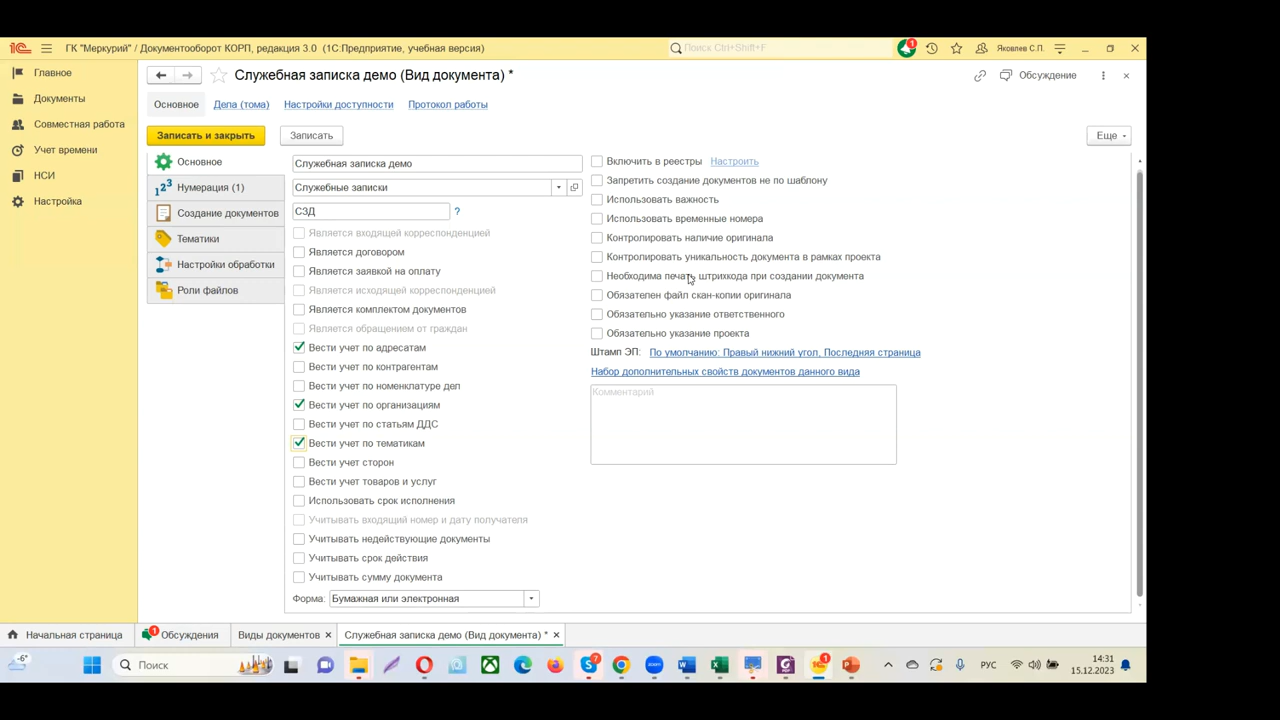 ГК "Меркурий" / Документооборот КОРП, редакция 3.0 (1С:Предприятие, учебная версия)
Поиск Ctrl+Shift+F
1
Яковлев С.П.
Главное
Документы
Совместная работа
Учет времени
НСИ
Настройка
Служебная записка демо (Вид документа) *
Обсуждение
Основное
Дела (тома)
Настройки доступности
Протокол работы
Записать и закрыть
Записать
Еще
Основное
Нумерация (1)
Создание документов
Тематики
Настройки обработки
Роли файлов
Служебная записка демо
Служебные записки
СЗД
?
Является входящей корреспонденцией
Является договором
Является заявкой на оплату
Является исходящей корреспонденцией
Является комплектом документов
Является обращением от граждан
Вести учет по адресатам
Вести учет по контрагентам
Вести учет по номенклатуре дел
Вести учет по организациям
Вести учет по статьям ДДС
Вести учет по тематикам
Вести учет сторон
Вести учет товаров и услуг
Использовать срок исполнения
Учитывать входящий номер и дату получателя
Учитывать недействующие документы
Учитывать срок действия
Учитывать сумму документа
Форма: Бумажная или электронная
Включить в реестры Настроить
Запретить создание документов не по шаблону
Использовать важность
Использовать временные номера
Контролировать наличие оригинала
Контролировать уникальность документа в рамках проекта
Необходима печать штрихкода при создании документа
Обязателен файл скан-копии оригинала
Обязательно указание ответственного
Обязательно указание проекта
Штамп ЭП: По умолчанию: Правый нижний угол, Последняя страница
Набор дополнительных свойств документов данного вида
Комментарий
Начальная страница
1
Обсуждения
Виды документов
Служебная записка демо (Вид документа) *
-6°
Поиск
7
1
РУС
14:31
15.12.2023